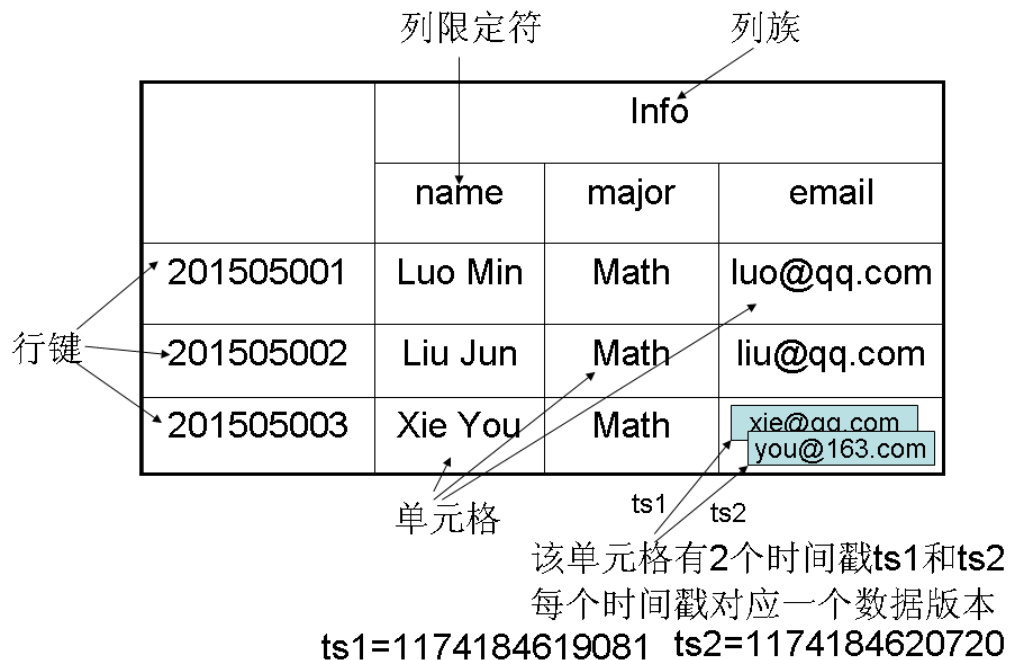 列限定符 列族
Info
name major email
201505001 Luo Min Math luo@qq.com
行键
201505002 Liu Jun Math liu@qq.com
201505003 Xie You Math xie@qq.com
you@163.com
单元格 ts1 ts2
该单元格有2个时间戳ts1和ts2
每个时间戳对应一个数据版本
ts1=1174184619081 ts2=1174184620720